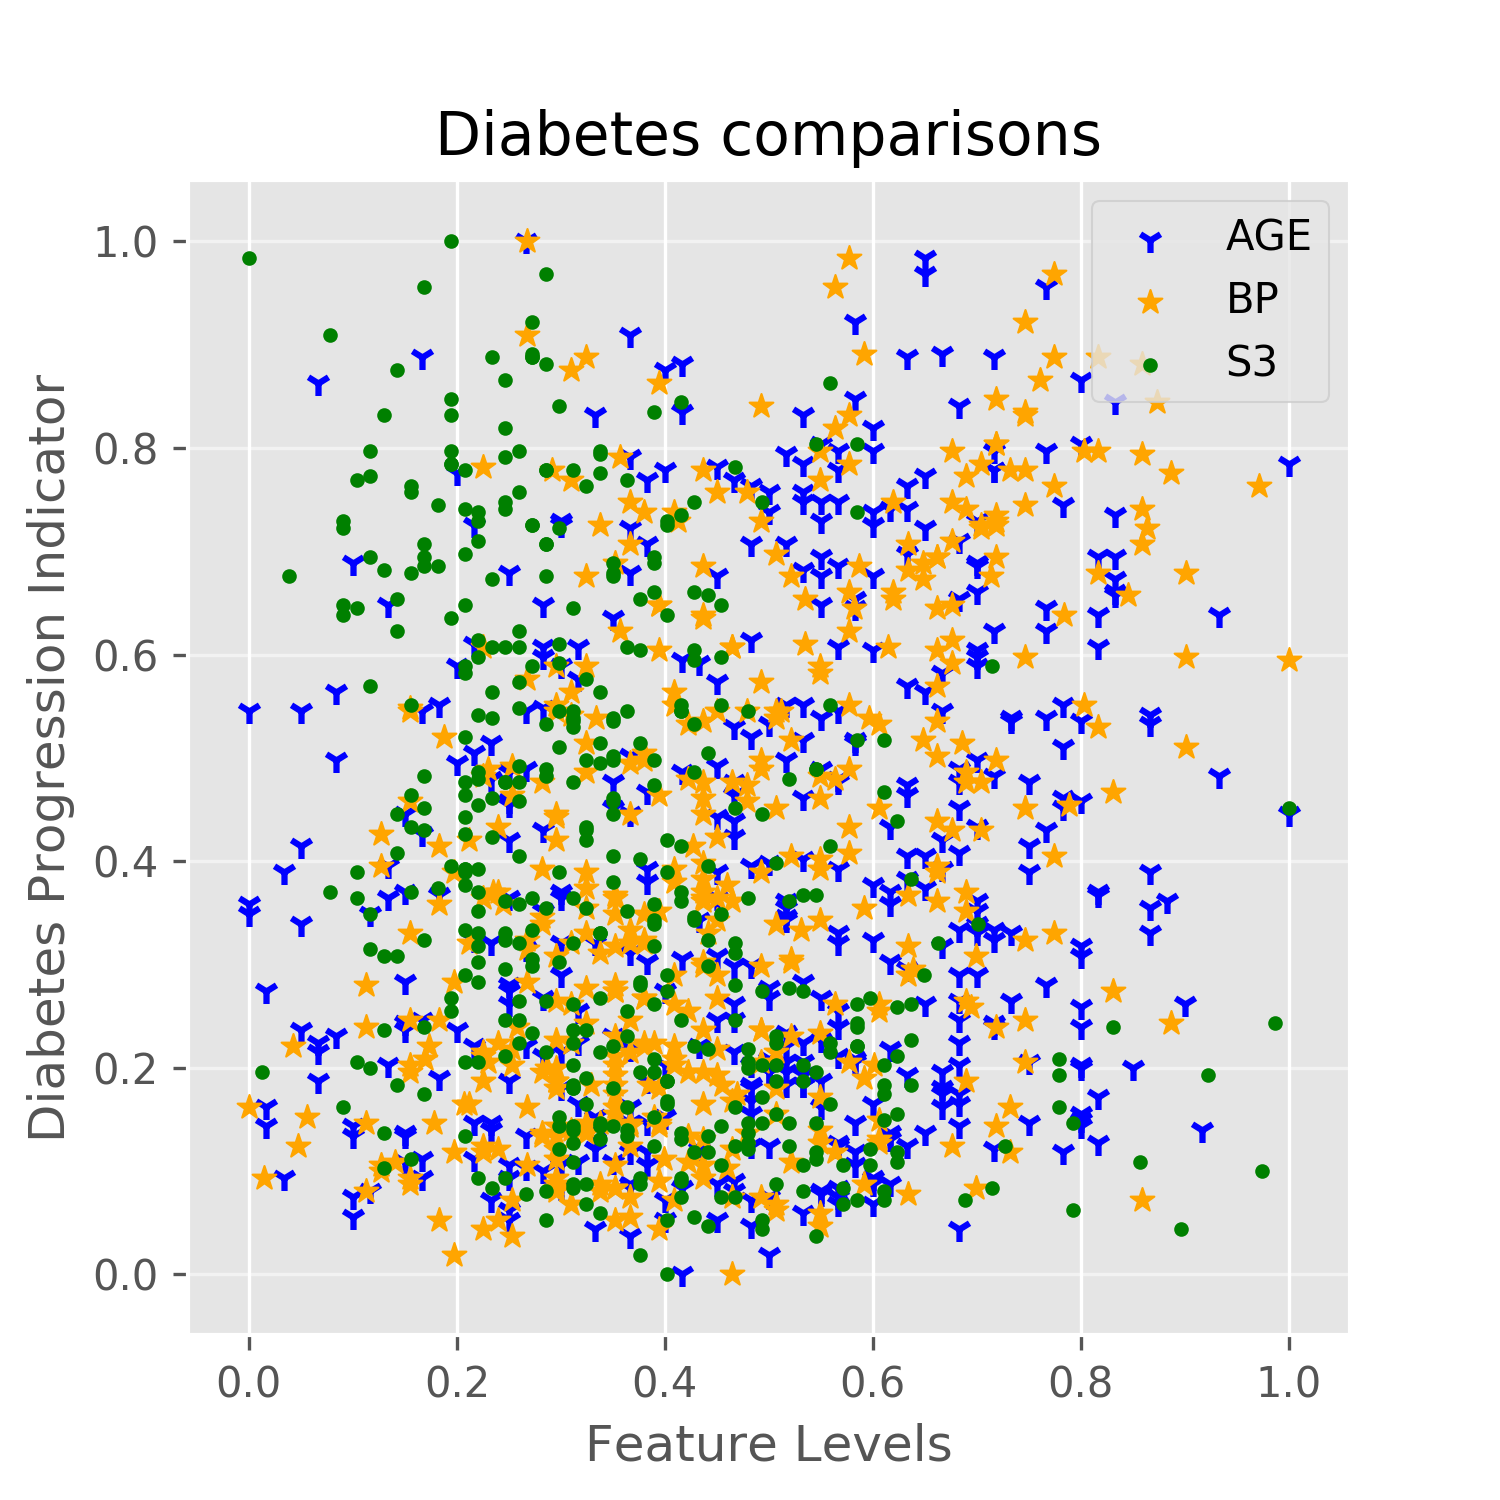 Diabetes comparisons
AGE
BP
S3
Diabetes Progression Indicator
1.0
0.8
0.6
0.4
0.2
0.0
0.0 0.2 0.4 0.6 0.8 1.0
Feature Levels